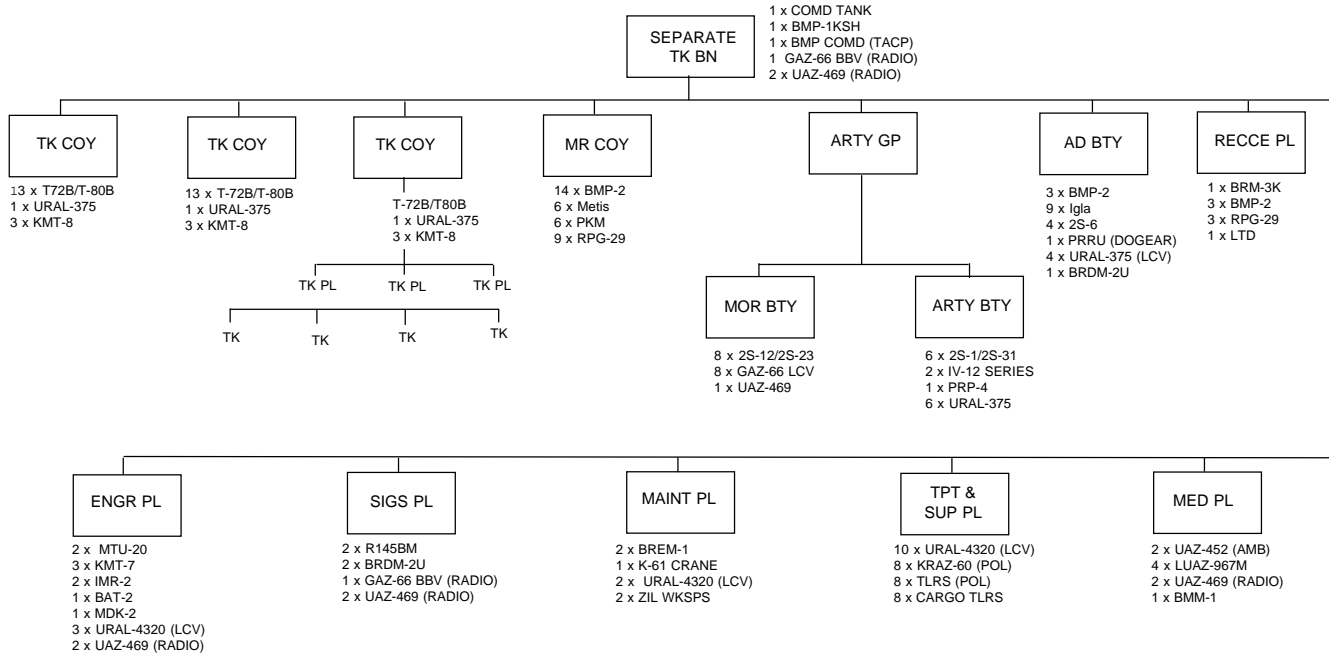 SEPARATE
TK BN
1 x COMD TANK
1 x BMP-1KSH
1 x BMP COMD (TACP)
1 GAZ-66 BBV (RADIO)
2 x UAZ-469 (RADIO)
TK COY
13 x T72B/T-80B
1 x URAL-375
3 x KMT-8
TK COY
13 x T-72B/T-80B
1 x URAL-375
3 x KMT-8
TK COY
T-72B/T80B
1 x URAL-375
3 x KMT-8
TK PL
TK PL
TK PL
TK
TK
TK
TK
MR COY
14 x BMP-2
6 x Metis
6 x PKM
9 x RPG-29
ARTY GP
MOR BTY
8 x 2S-12/2S-23
8 x GAZ-66 LCV
1 x UAZ-469
ARTY BTY
6 x 2S-1/2S-31
2 x IV-12 SERIES
1 x PRP-4
6 x URAL-375
AD BTY
3 x BMP-2
9 x Igla
4 x 2S-6
1 x PRRU (DOGEAR)
4 x URAL-375 (LCV)
1 x BRDM-2U
RECCE PL
1 x BRM-3K
3 x BMP-2
3 x RPG-29
1 x LTD
ENGR PL
2 x MTU-20
3 x KMT-7
2 x IMR-2
1 x BAT-2
1 x MDK-2
3 x URAL-4320 (LCV)
2 x UAZ-469 (RADIO)
SIGS PL
2 x R145BM
2 x BRDM-2U
1 x GAZ-66 BBV (RADIO)
2 x UAZ-469 (RADIO)
MAINT PL
2 x BREM-1
1 x K-61 CRANE
2 x URAL-4320 (LCV)
2 x ZIL WKSPS
TPT &
SUP PL
10 x URAL-4320 (LCV)
8 x KRAZ-60 (POL)
8 x TLRS (POL)
8 x CARGO TLRS
MED PL
2 x UAZ-452 (AMB)
4 x LUAZ-967M
2 x UAZ-469 (RADIO)
1 x BMM-1